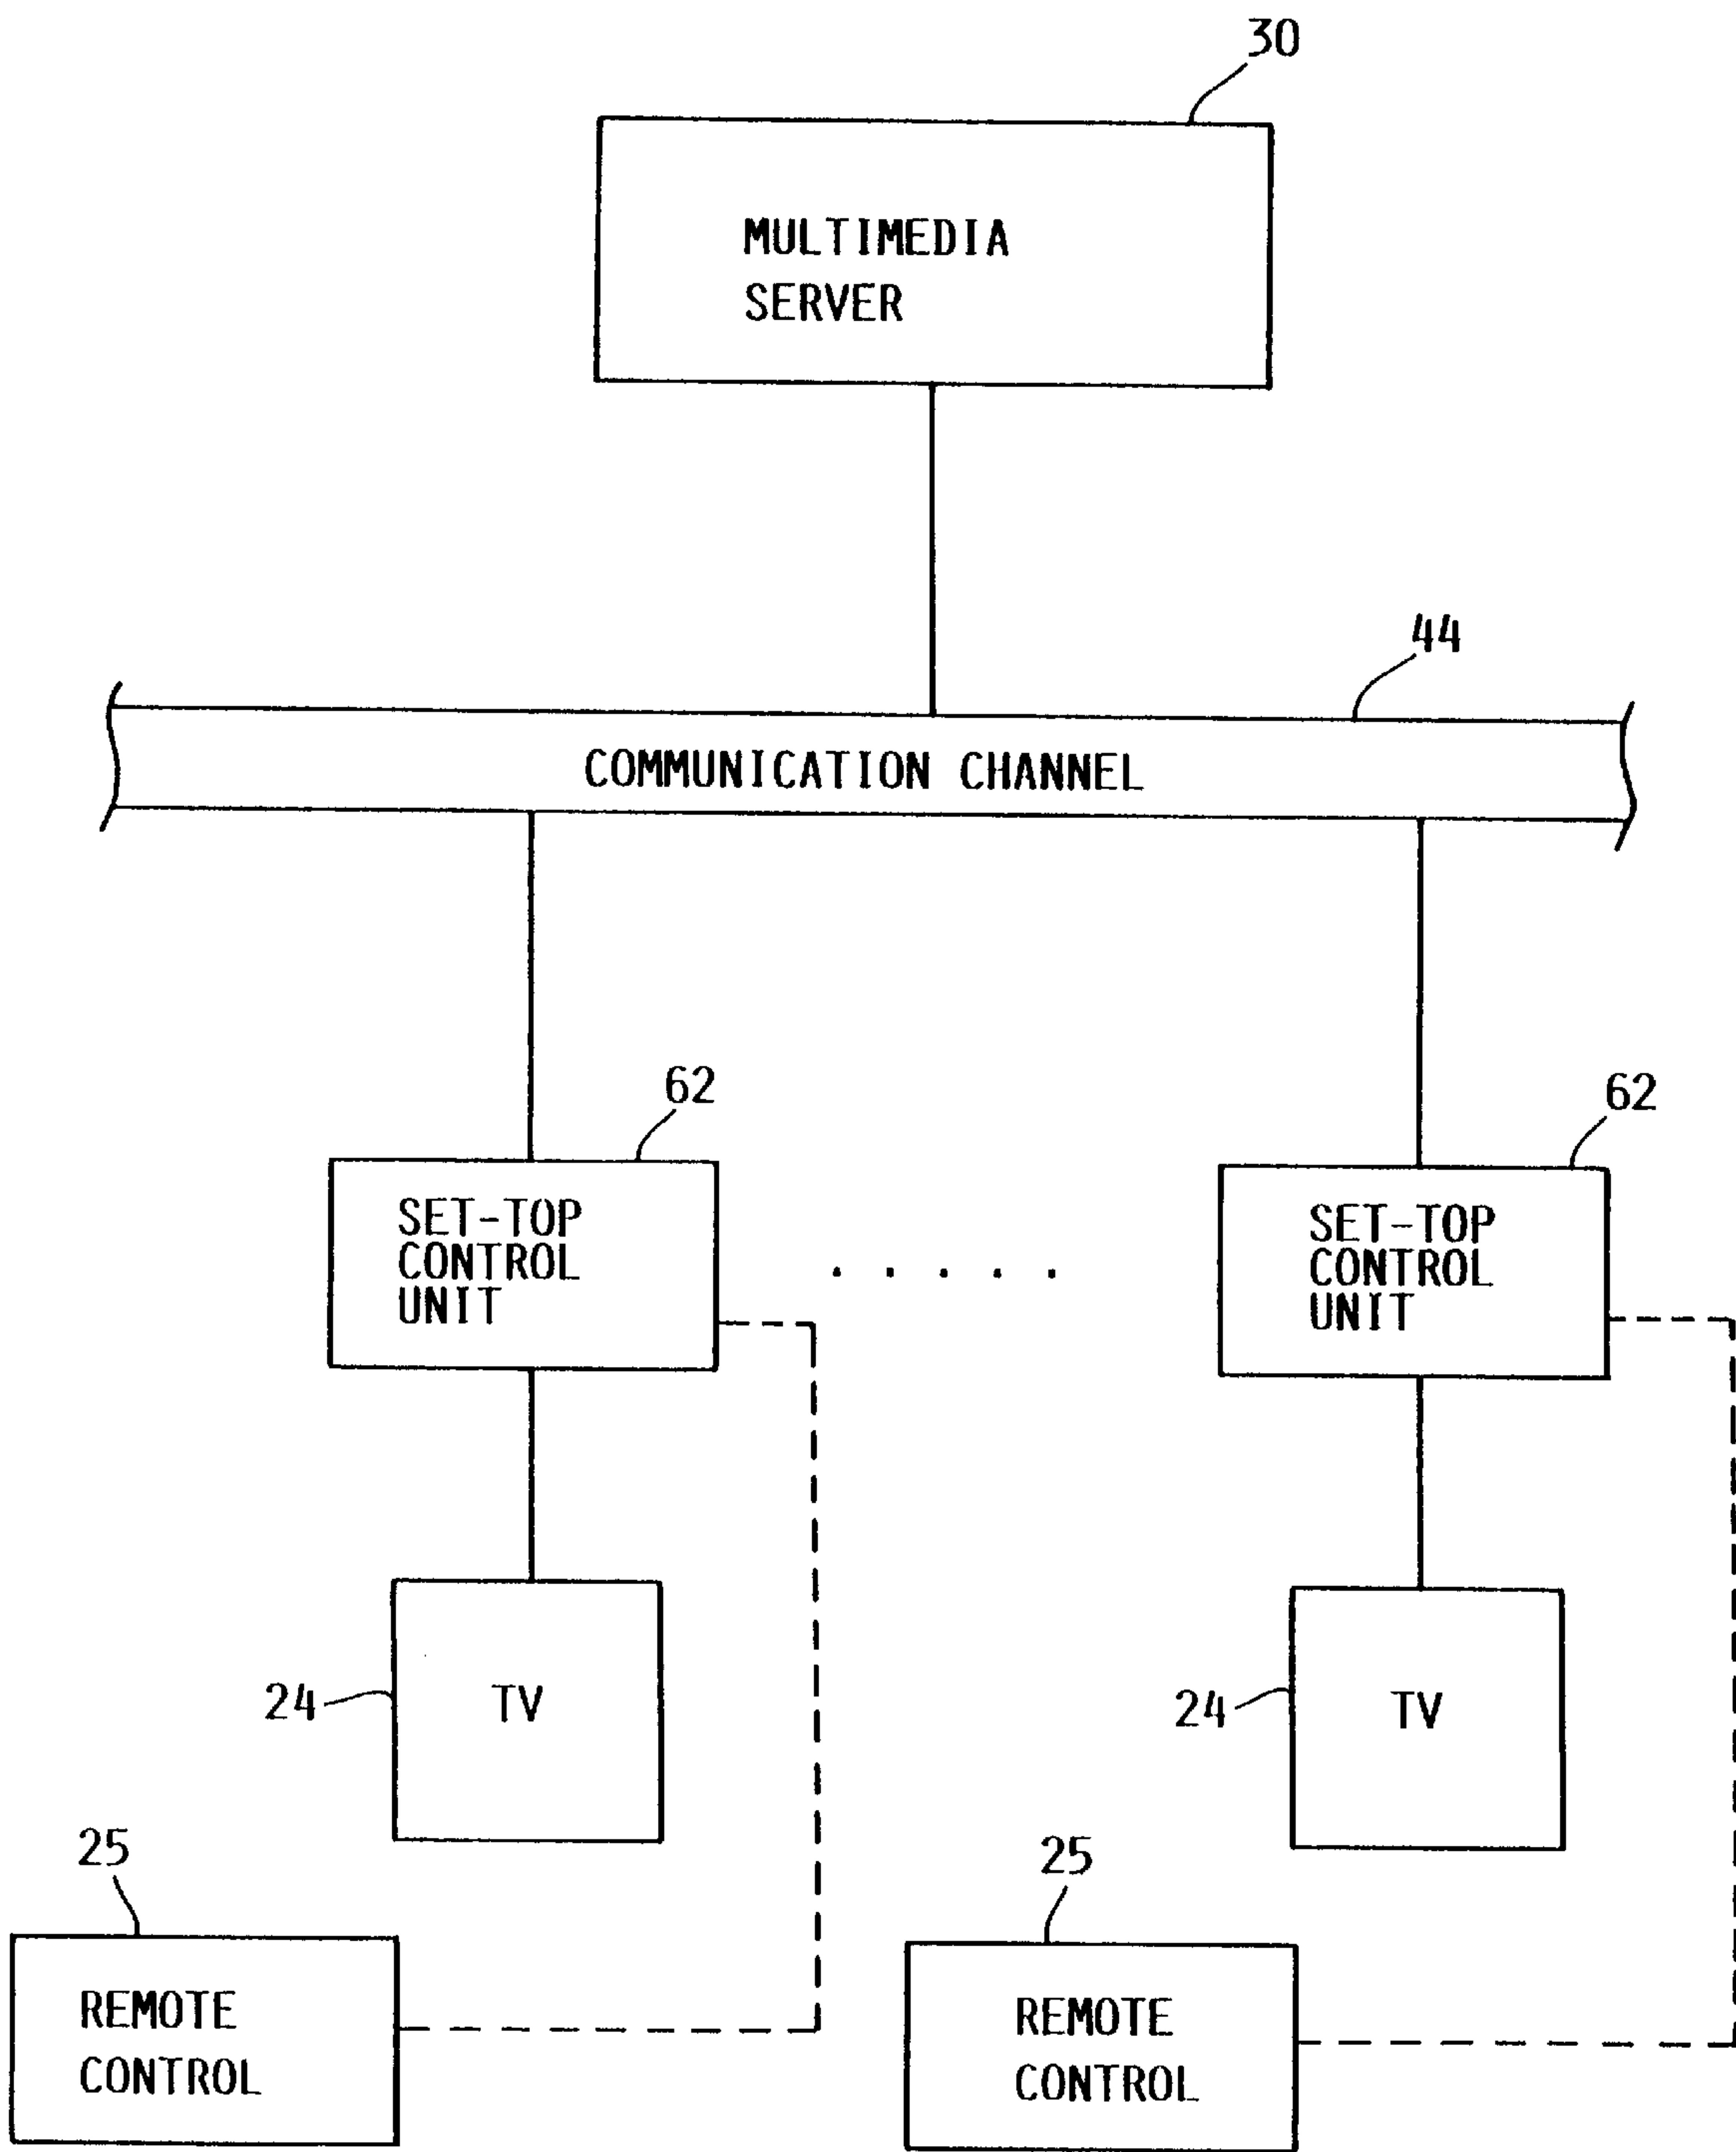 30
MULTIMEDIA
SERVER
44
COMMUNICATION CHANNEL
62
62
SET-TOP
CONTROL
UNIT
SET-TOP
CONTROL
UNIT
24
TV
24
TV
25
25
REMOTE
CONTROL
REMOTE
CONTROL